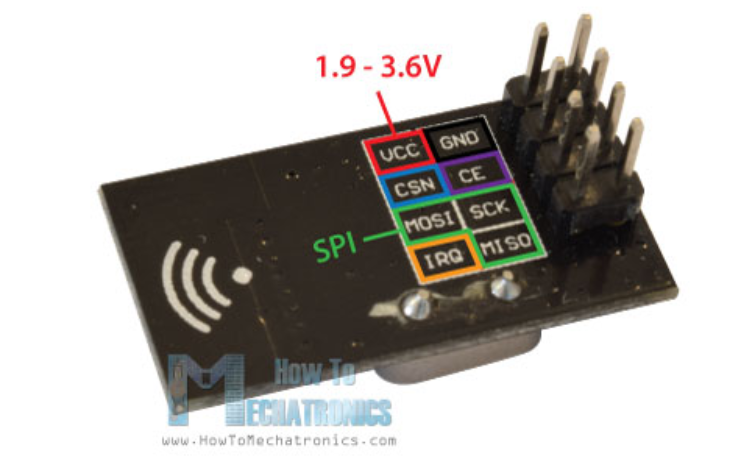 1.9 - 3.6V
VCC GND
CSN CE
MOSI SCK
SPI
IRQ MISO
How To
MECHATRONICS
www.HowToMechatronics.com